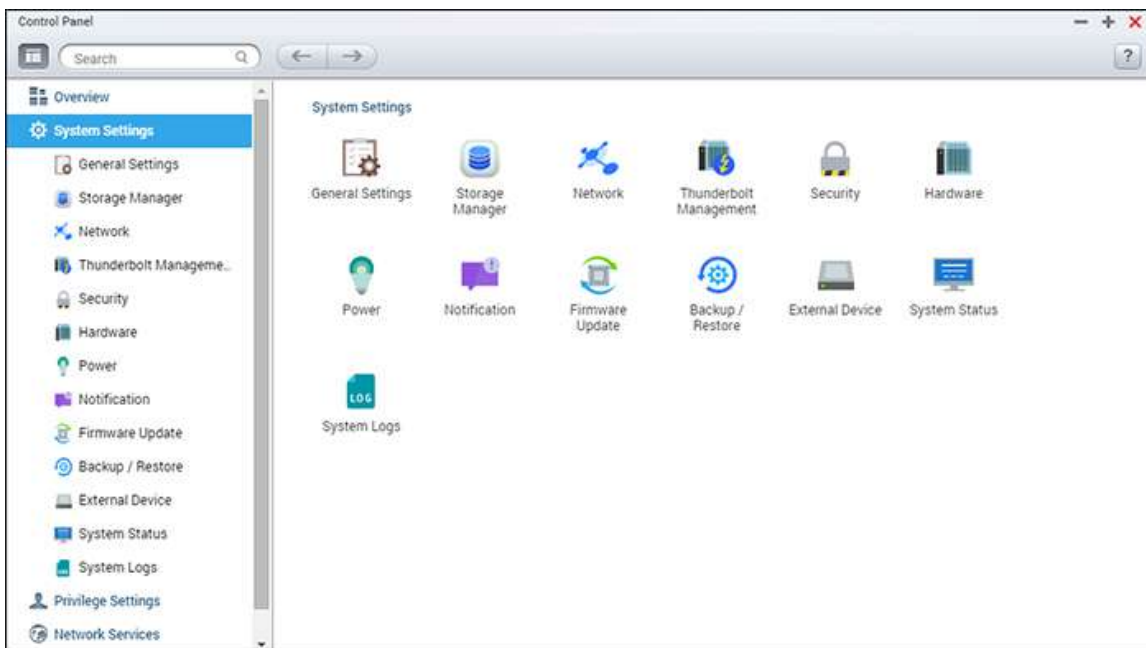 Control Panel
Search
?
Overview
System Settings
General Settings
Storage Manager
Network
Thunderbolt Manageme...
Security
Hardware
Power
Notification
Firmware Update
Backup / Restore
External Device
System Status
System Logs
Privilege Settings
Network Services
System Settings
General Settings
Storage
Manager
Network
Thunderbolt
Management
Security
Hardware
Power
Notification
Firmware
Update
Backup /
Restore
External Device
System Status
LOG
System Logs